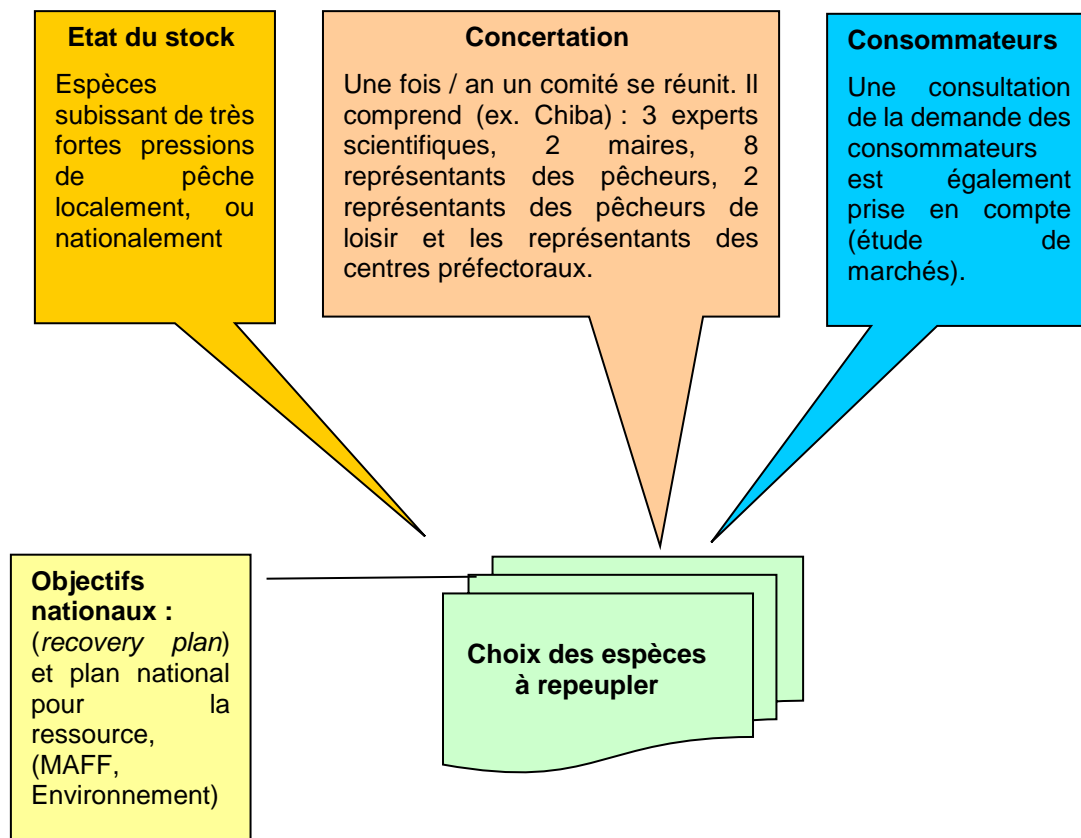 Etat du stock
Espèces
subissant de très
fortes pressions
de pêche
localement, ou
nationalement
Concertation
Une fois / an un comité se réunit. Il
comprend (ex. Chiba) : 3 experts
scientifiques, 2 maires, 8
représentants des pêcheurs, 2
représentants des pêcheurs de
loisir et les représentants des
centres préfectoraux.
Consommateurs
Une consultation
de la demande des
consommateurs
est également
prise en compte
(étude de
marchés).
Objectifs
nationaux :
(recovery plan)
et plan national
pour la
ressource,
(MAFF,
Environnement)
Choix des espèces
à repeupler